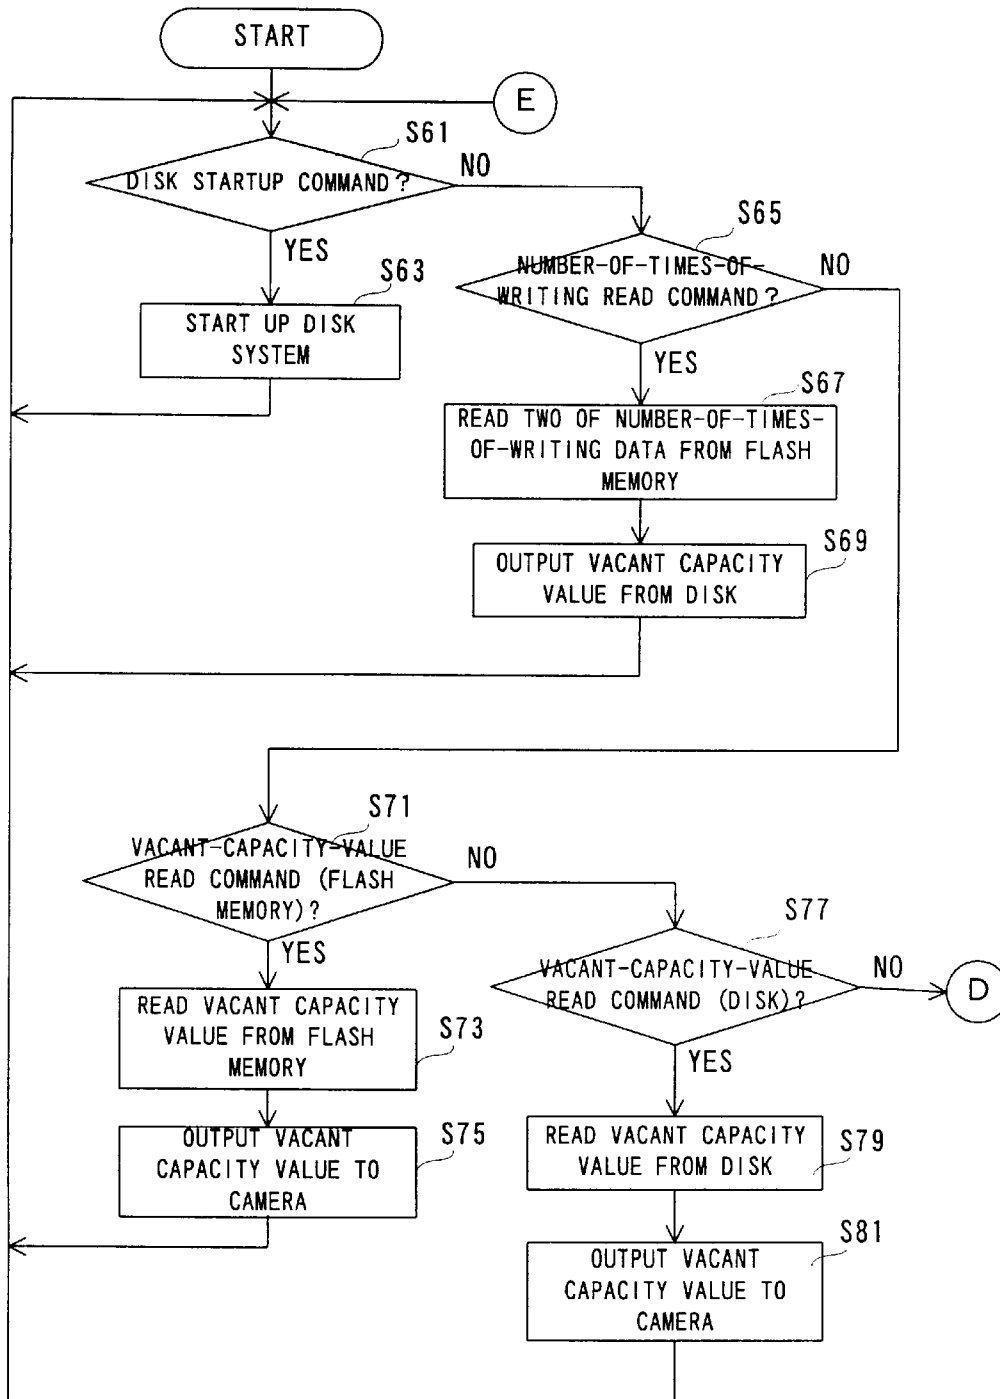 START
E
S61
DISK STARTUP COMMAND?
NO
YES
S63
START UP DISK
SYSTEM
S65
NUMBER-OF-TIMES-OF-
WRITING READ COMMAND?
NO
YES
S67
READ TWO OF NUMBER-OF-TIMES-
OF-WRITING DATA FROM FLASH
MEMORY
S69
OUTPUT VACANT CAPACITY
VALUE FROM DISK
S71
VACANT-CAPACITY-VALUE
READ COMMAND (FLASH
MEMORY)?
NO
YES
S73
READ VACANT CAPACITY
VALUE FROM FLASH
MEMORY
S75
OUTPUT VACANT
CAPACITY VALUE TO
CAMERA
S77
VACANT-CAPACITY-VALUE
READ COMMAND (DISK)?
NO
D
YES
S79
READ VACANT CAPACITY
VALUE FROM DISK
S81
OUTPUT VACANT
CAPACITY VALUE TO
CAMERA